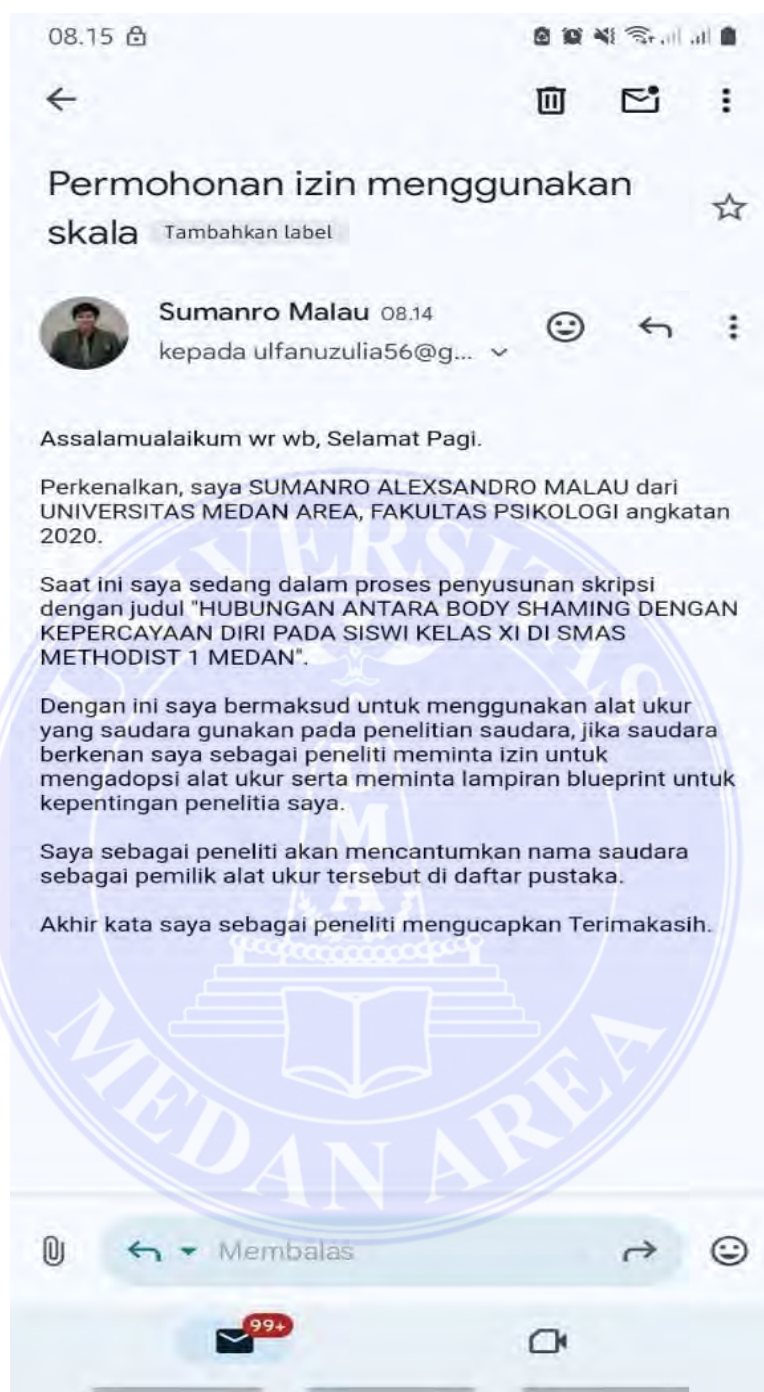 08.15
Permohonan izin menggunakan
skala Tambahkan label
Sumanro Malau 08.14
kepada ulfanuzulia56@g...
Assalamualaikum wr wb, Selamat Pagi.
Perkenalkan, saya SUMANRO ALEXSANDRO MALAU dari
UNIVERSITAS MEDAN AREA, FAKULTAS PSIKOLOGI angkatan
2020.
Saat ini saya sedang dalam proses penyusunan skripsi
dengan judul "HUBUNGAN ANTARA BODY SHAMING DENGAN
KEPERCAYAAN DIRI PADA SISWI KELAS XI DI SMAS
METHODIST 1 MEDAN".
Dengan ini saya bermaksud untuk menggunakan alat ukur
yang saudara gunakan pada penelitian saudara, jika saudara
berkenan saya sebagai peneliti meminta izin untuk
mengadopsi alat ukur serta meminta lampiran blueprint untuk
kepentingan penelitia saya.
Saya sebagai peneliti akan mencantumkan nama saudara
sebagai pemilik alat ukur tersebut di daftar pustaka.
Akhir kata saya sebagai peneliti mengucapkan Terimakasih.
UNIVERSITAS
UMA
MEDAN AREA
Membalas
99+